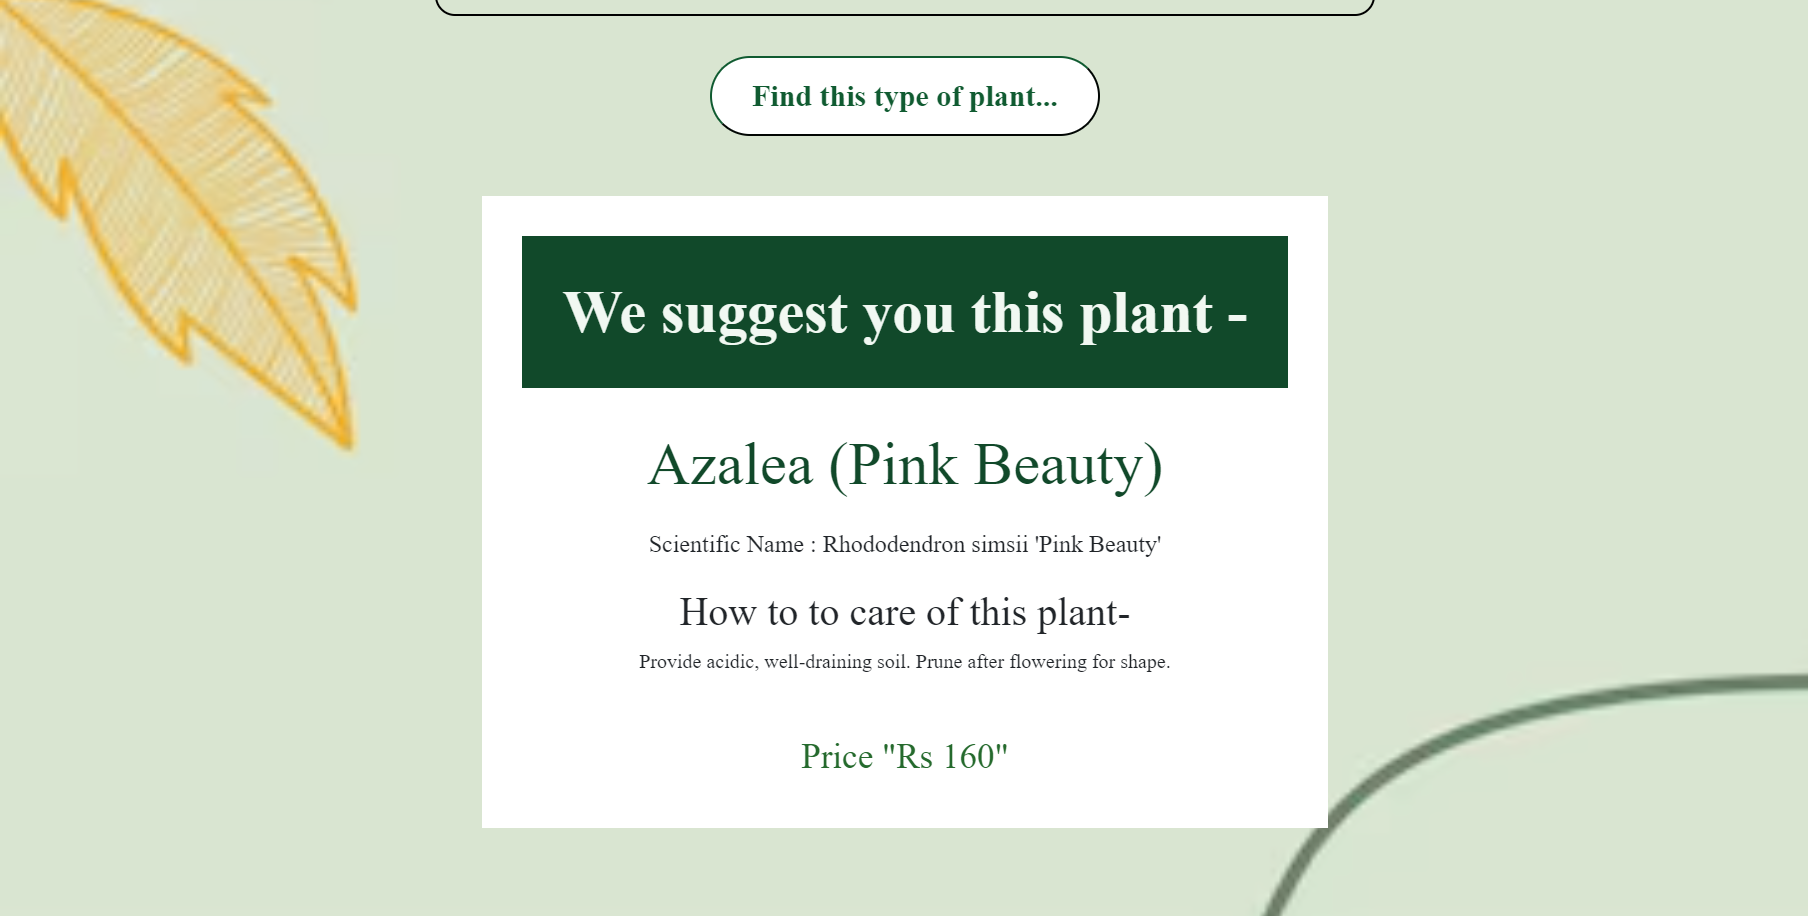 Find this type of plant...
We suggest you this plant -
Azalea (Pink Beauty)
Scientific Name : Rhododendron simsii 'Pink Beauty'
How to to care of this plant-
Provide acidic, well-draining soil. Prune after flowering for shape.
Price "Rs 160"